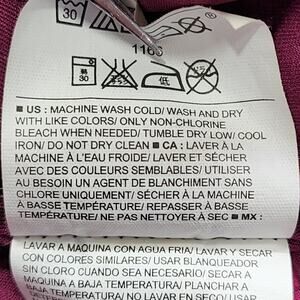 30
1166
30
■ US : MACHINE WASH COLD/ WASH AND DRY
WITH LIKE COLORS/ ONLY NON-CHLORINE
BLEACH WHEN NEEDED/ TUMBLE DRY LOW/ COOL
IRON/ DO NOT DRY CLEAN ■ CA : LAVER À LA
MACHINE À L'EAU FROIDE/ LAVER ET SÉCHER
AVEC DES COULEURS SEMBLABLES/ UTILISER
AU BESOIN UN AGENT DE BLANCHIMENT SANS
CHLORE UNIQUEMENT/ SÉCHER À LA MACHINE
À BASSE TEMPÉRATURE/ REPASSER À BASSE
TEMPÉRATURE/ NE PAS NETTOYER À SEC ■ MX :
LAVAR A MAQUINA CON AGUA FRIA/ LAVAR Y SECAR
CON COLORES SIMILARES/ USAR BLANQUEADOR
SIN CLORO CUANDO SEA NECESARIO/ SECAR A
MAQUINA A BAJA TEMPERATURA/ PLANCHAR A
BAJA TEMPERATURA/ NO LAVAR EN SECO/ USAR